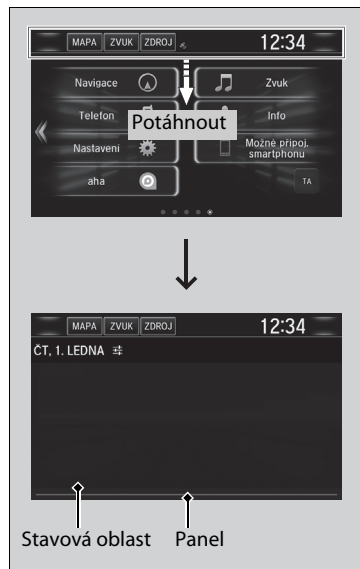 MAPA ZVUK ZDROJ 12:34
Navigace Zvuk
Telefon Info
Potáhnout
Nastavení Možné připoj.
smartphonu
aha TA
MAPA ZVUK ZDROJ 12:34
ČT, 1. LEDNA
Stavová oblast Panel